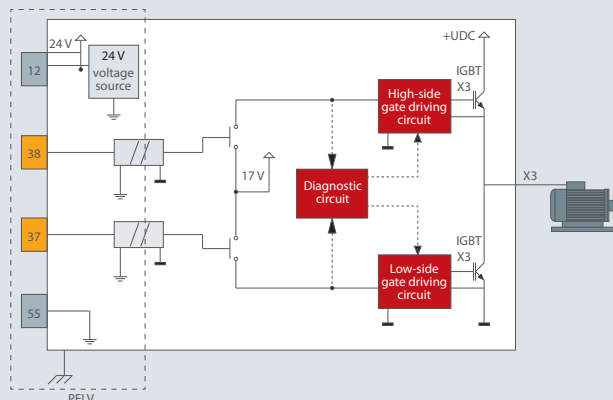 24 V
12
24 V
voltage
source
38
37
55
PELV
17 V
+UDC
High-side
gate driving
circuit
IGBT
X3
Diagnostic
circuit
X3
Low-side
gate driving
circuit
IGBT
X3